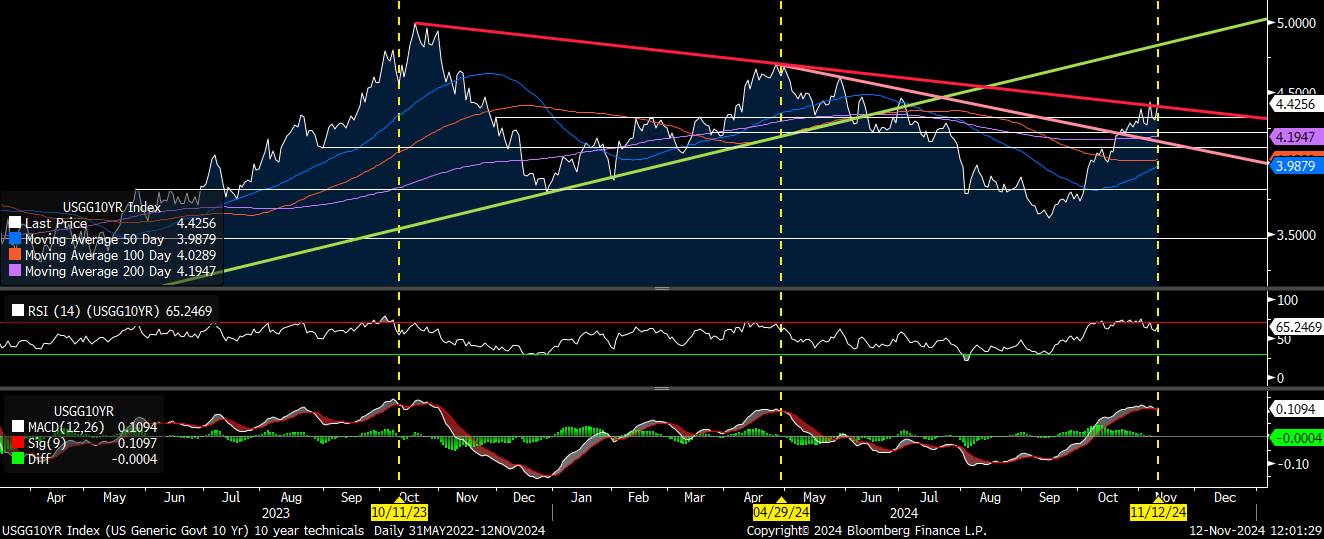 5.0000
4.5000
4.4256
4.1947
3.9879
3.5000
USGG10YR Index
Last Price 4.4256
Moving Average 50 Day 3.9879
Moving Average 100 Day 4.0289
Moving Average 200 Day 4.1947
RSI (14) (USGG10YR) 65.2469
100
65.2469
50
0
USGG10YR
MACD(12,26) 0.1094
Sig(9) 0.1097
Diff -0.0004
0.1094
-0.0004
-0.10
Apr May Jun Jul Aug Sep Oct Nov Dec Jan Feb Mar Apr May Jun Jul Aug Sep Oct Nov Dec
2023 10/11/23 04/29/24 2024 11/12/24
USGG10YR Index (US Generic Govt 10 Yr) 10 year technicals Daily 31MAY2022-12NOV2024 Copyright© 2024 Bloomberg Finance L.P. 12-Nov-2024 12:01:29